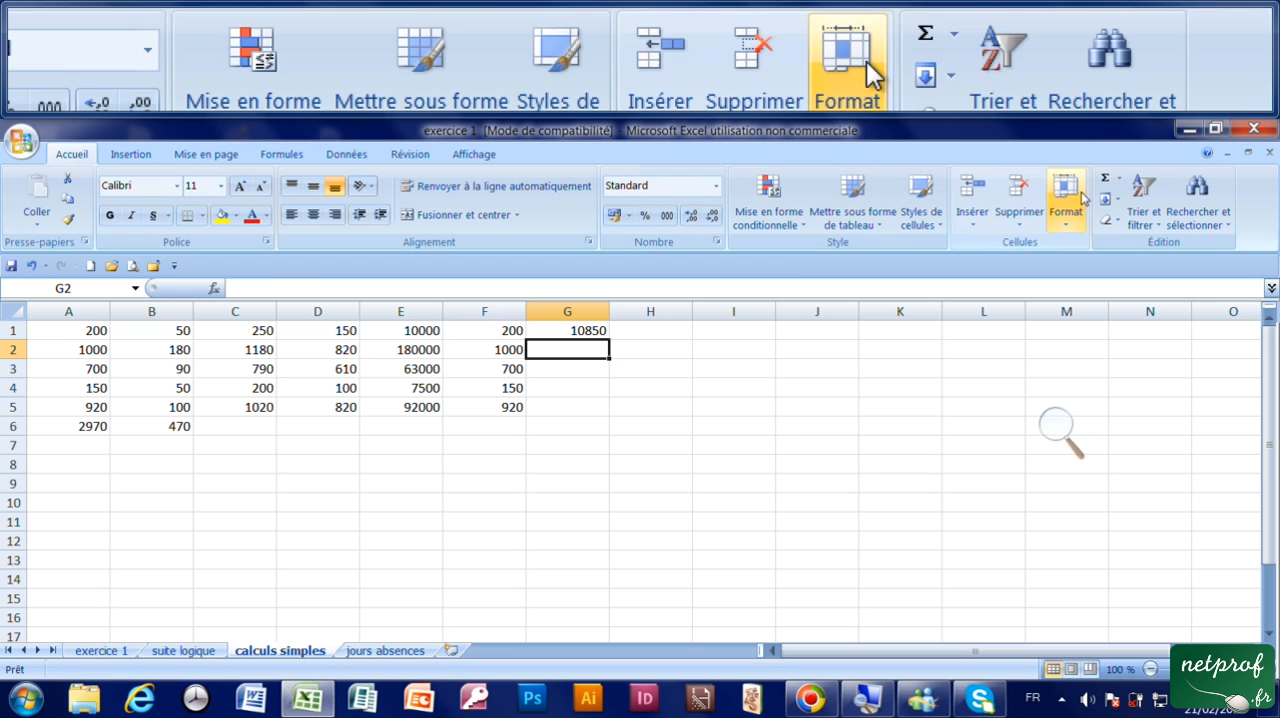 Mise en forme Mettre sous forme Styles de Insérer Supprimer Format Σ Trier et Rechercher et
exercice 1 [Mode de compatibilité] - Microsoft Excel utilisation non commerciale
Accueil Insertion Mise en page Formules Données Révision Affichage
Coller
Presse-papiers
Calibri 11
G I S
Police
Renvoyer à la ligne automatiquement
Fusionner et centrer
Alignement
Standard
% 000
Nombre
Mise en forme conditionnelle
Mettre sous forme de tableau
Styles de cellules
Style
Insérer Supprimer Format
Cellules
Σ
Trier et filtrer
Rechercher et sélectionner
Édition
G2 fx
A B C D E F G H I J K L M N O
1 200 50 250 150 10000 200 10850
2 1000 180 1180 820 180000 1000
3 700 90 790 610 63000 700
4 150 50 200 100 7500 150
5 920 100 1020 820 92000 920
6 2970 470
7
8
9
10
11
12
13
14
15
16
17
exercice 1 suite logique calculs simples jours absences
Prêt 100 %
Ps Ai ID FR
netprof.fr